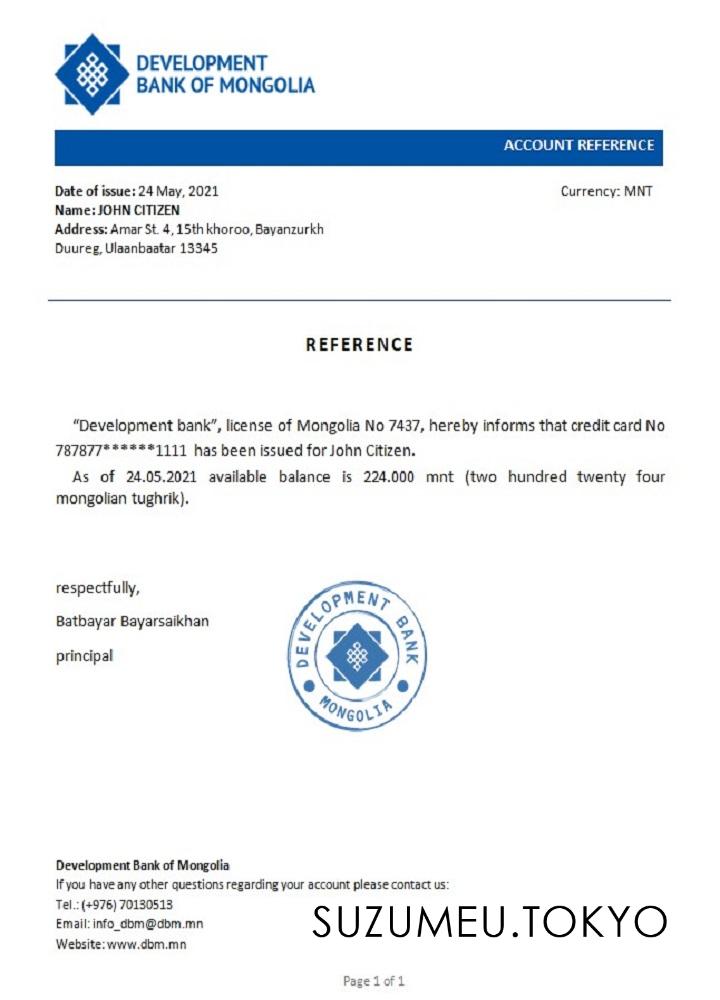 DEVELOPMENT
BANK OF MONGOLIA
ACCOUNT REFERENCE
Date of issue: 24 May, 2021
Currency: MNT
Name: JOHN CITIZEN
Address: Amar St. 4, 15th khoroo, Bayanzurkh
Duureg, Ulaanbaatar 13345
REFERENCE
“Development bank”, license of Mongolia No 7437, hereby informs that credit card No
787877******1111 has been issued for John Citizen.
As of 24.05.2021 available balance is 224.000 mnt (two hundred twenty four
mongolian tughrik).
respectfully,
Batbayar Bayarsaikhan
principal
DEVELOPMENT BANK
MONGOLIA
Development Bank of Mongolia
If you have any other questions regarding your account please contact us:
Tel.: (+976) 70130513
Email: info_dbm@dbm.mn
Website: www.dbm.mn
SUZUMEU.TOKYO
Page 1 of 1